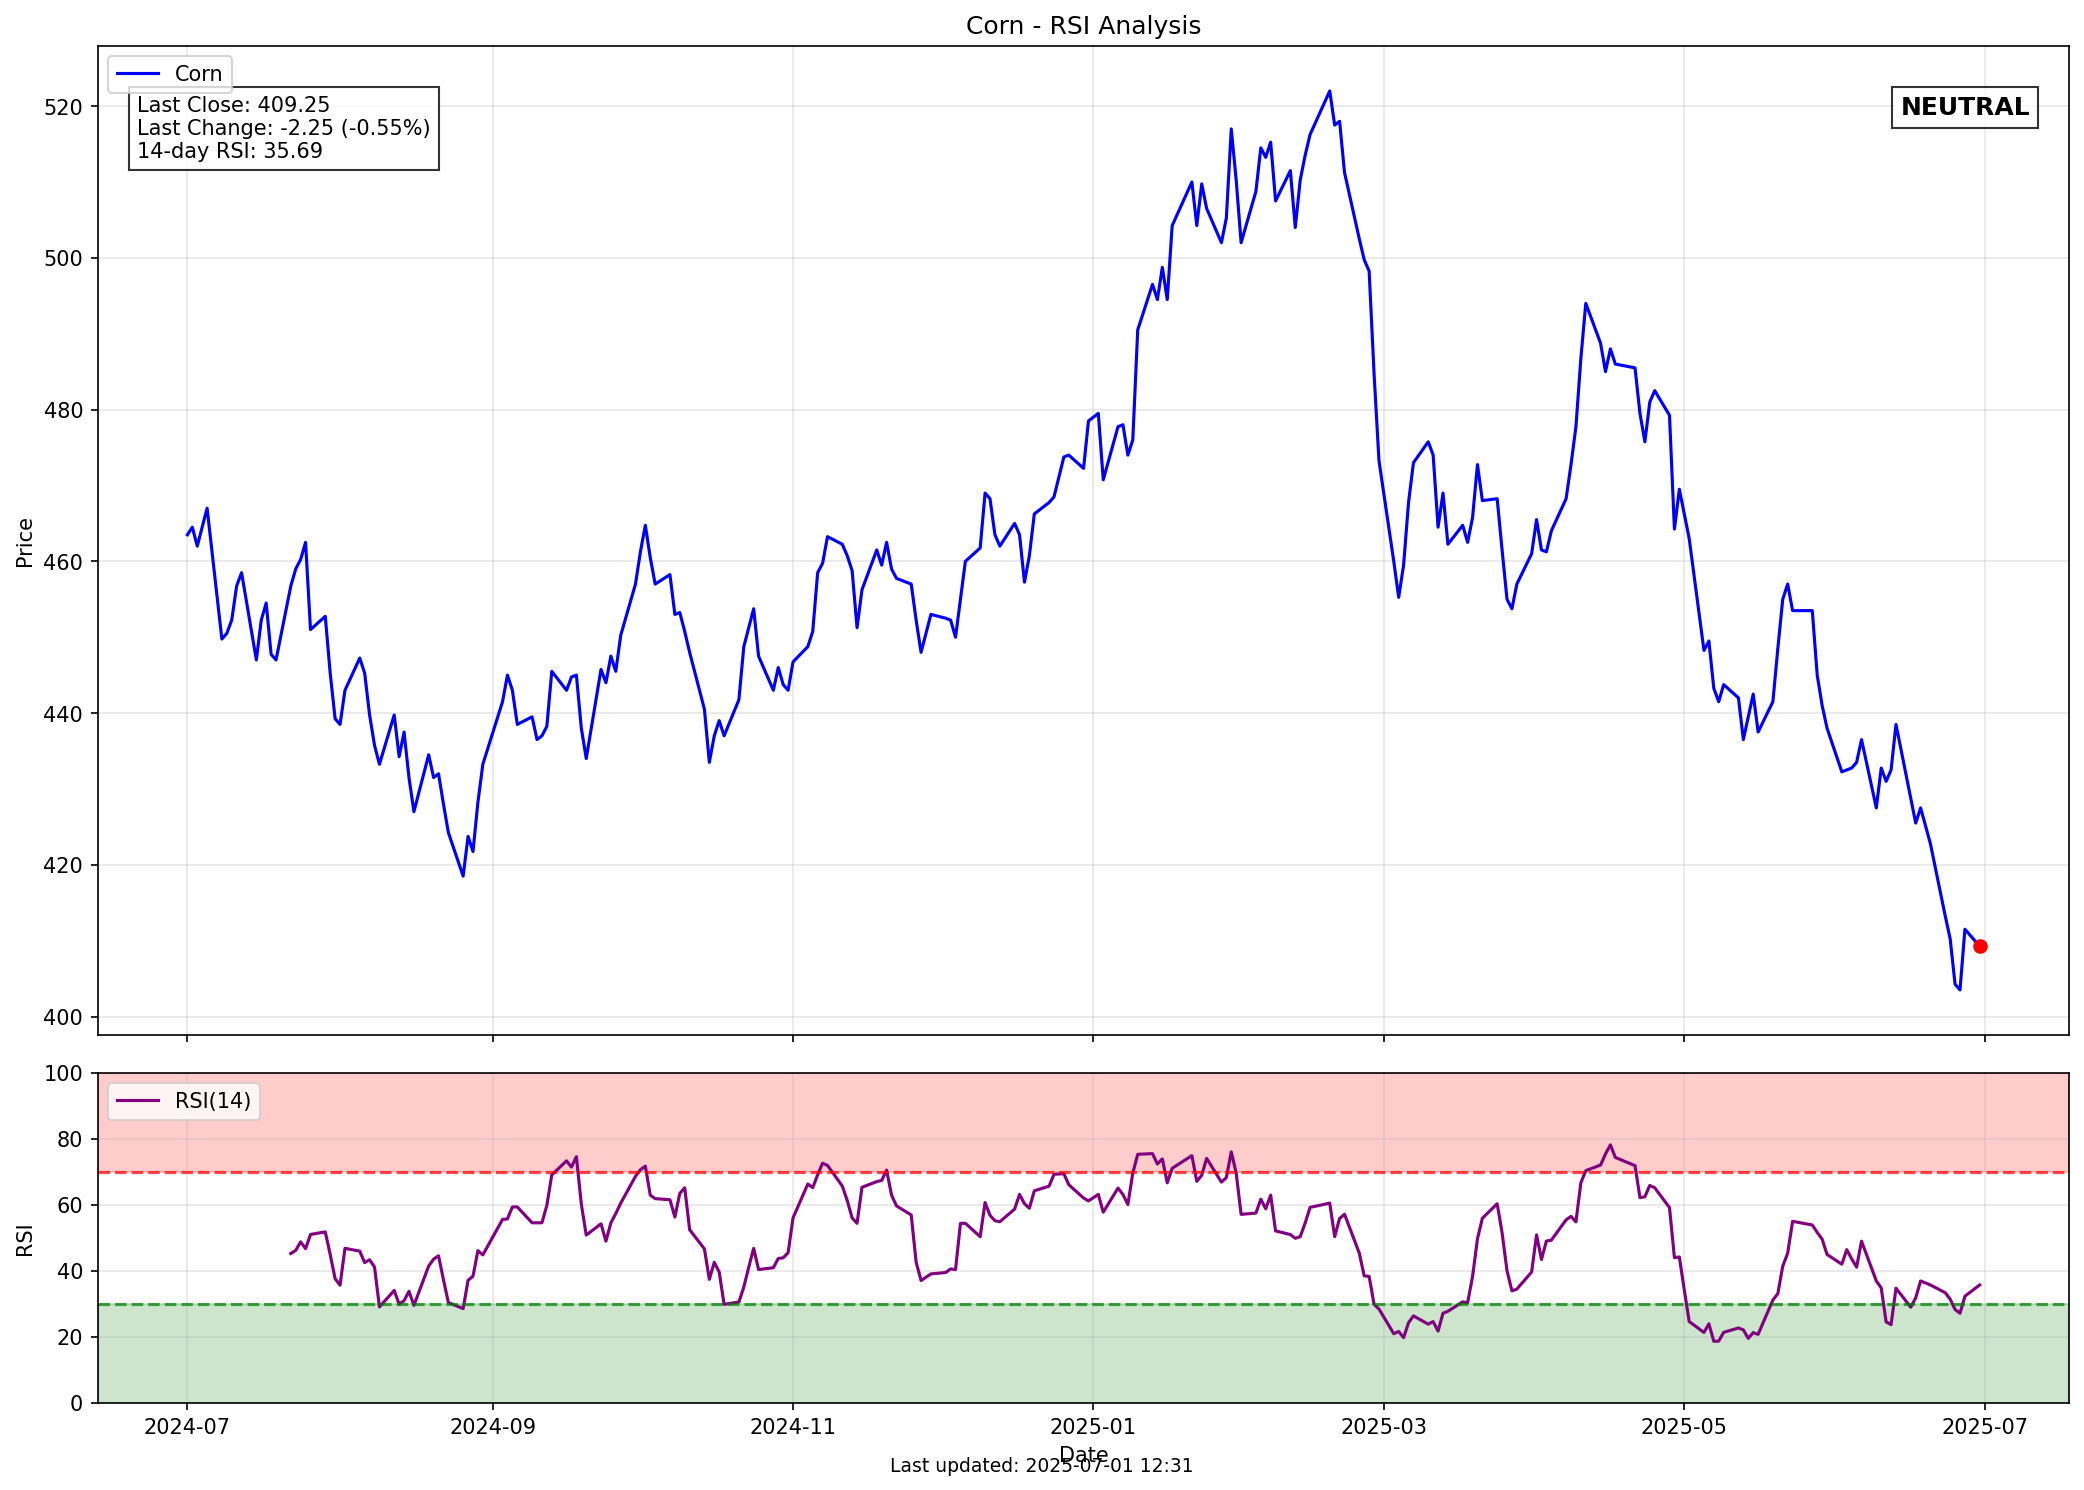 Corn - RSI Analysis
Corn
Last Close: 409.25
Last Change: -2.25 (-0.55%)
14-day RSI: 35.69
NEUTRAL
Price
520
500
480
460
440
420
400
RSI(14)
RSI
100
80
60
40
20
0
2024-07
2024-09
2024-11
2025-01
2025-03
2025-05
2025-07
Date
Last updated: 2025-07-01 12:31